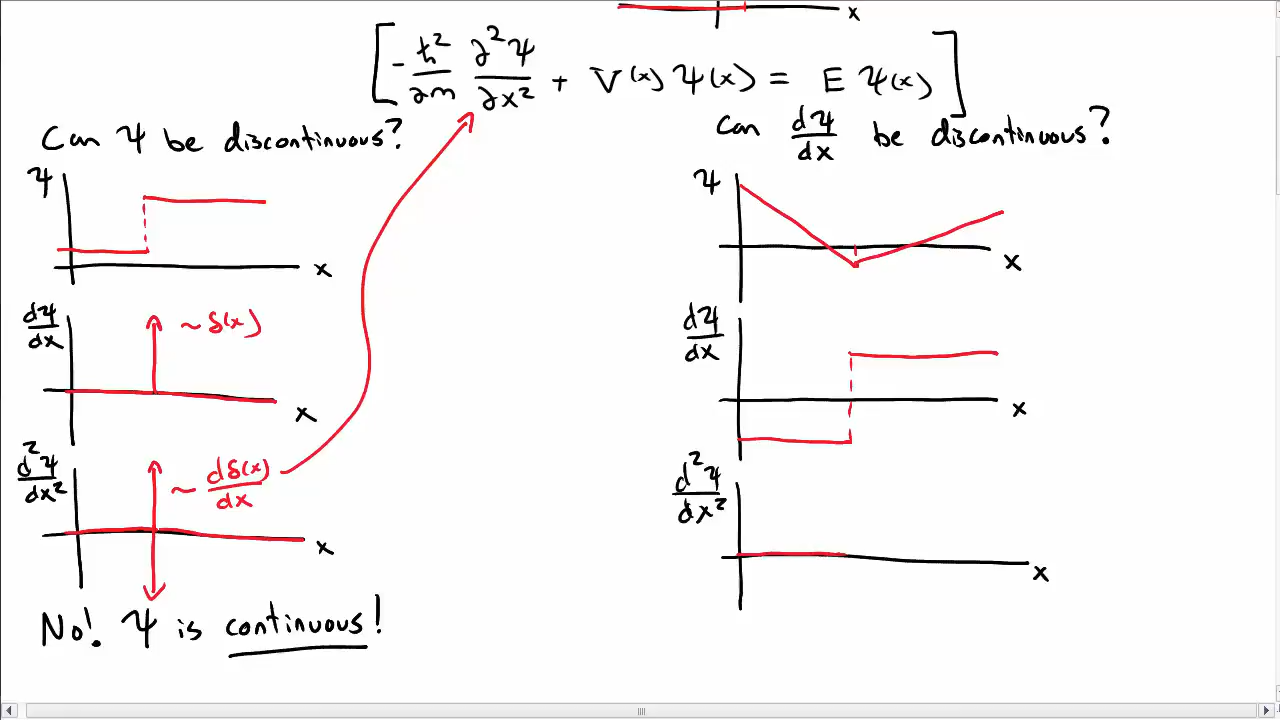 x
[-ħ²/2m ∂²Ψ/∂x² + V(x) Ψ(x) = E Ψ(x)]
Can Ψ be discontinuous?
Ψ
x
dΨ/dx
~ δ(x)
x
d²Ψ/dx²
~ dδ(x)/dx
x
No! Ψ is continuous!
Can dΨ/dx be discontinuous?
Ψ
x
dΨ/dx
x
d²Ψ/dx²
x